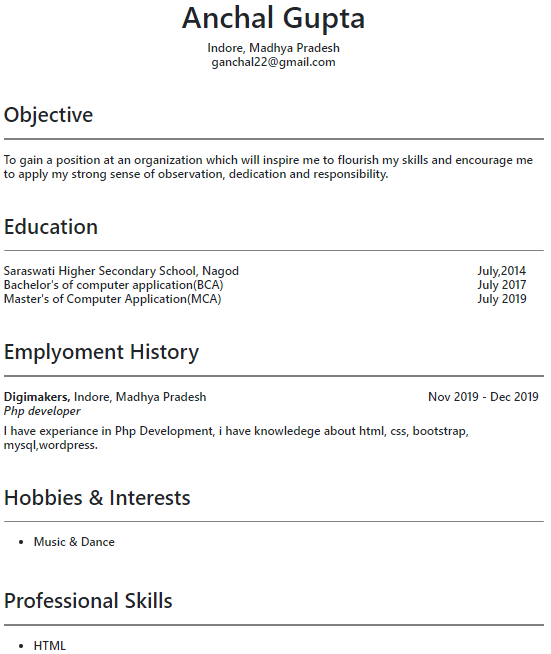 Anchal Gupta
Indore, Madhya Pradesh
ganchal22@gmail.com
Objective
To gain a position at an organization which will inspire me to flourish my skills and encourage me
to apply my strong sense of observation, dedication and responsibility.
Education
Saraswati Higher Secondary School, Nagod July,2014
Bachelor's of computer application(BCA) July 2017
Master's of Computer Application(MCA) July 2019
Emplyoment History
Digimakers, Indore, Madhya Pradesh Nov 2019 - Dec 2019
Php developer
I have experiance in Php Development, i have knowledege about html, css, bootstrap,
mysql,wordpress.
Hobbies & Interests
• Music & Dance
Professional Skills
• HTML